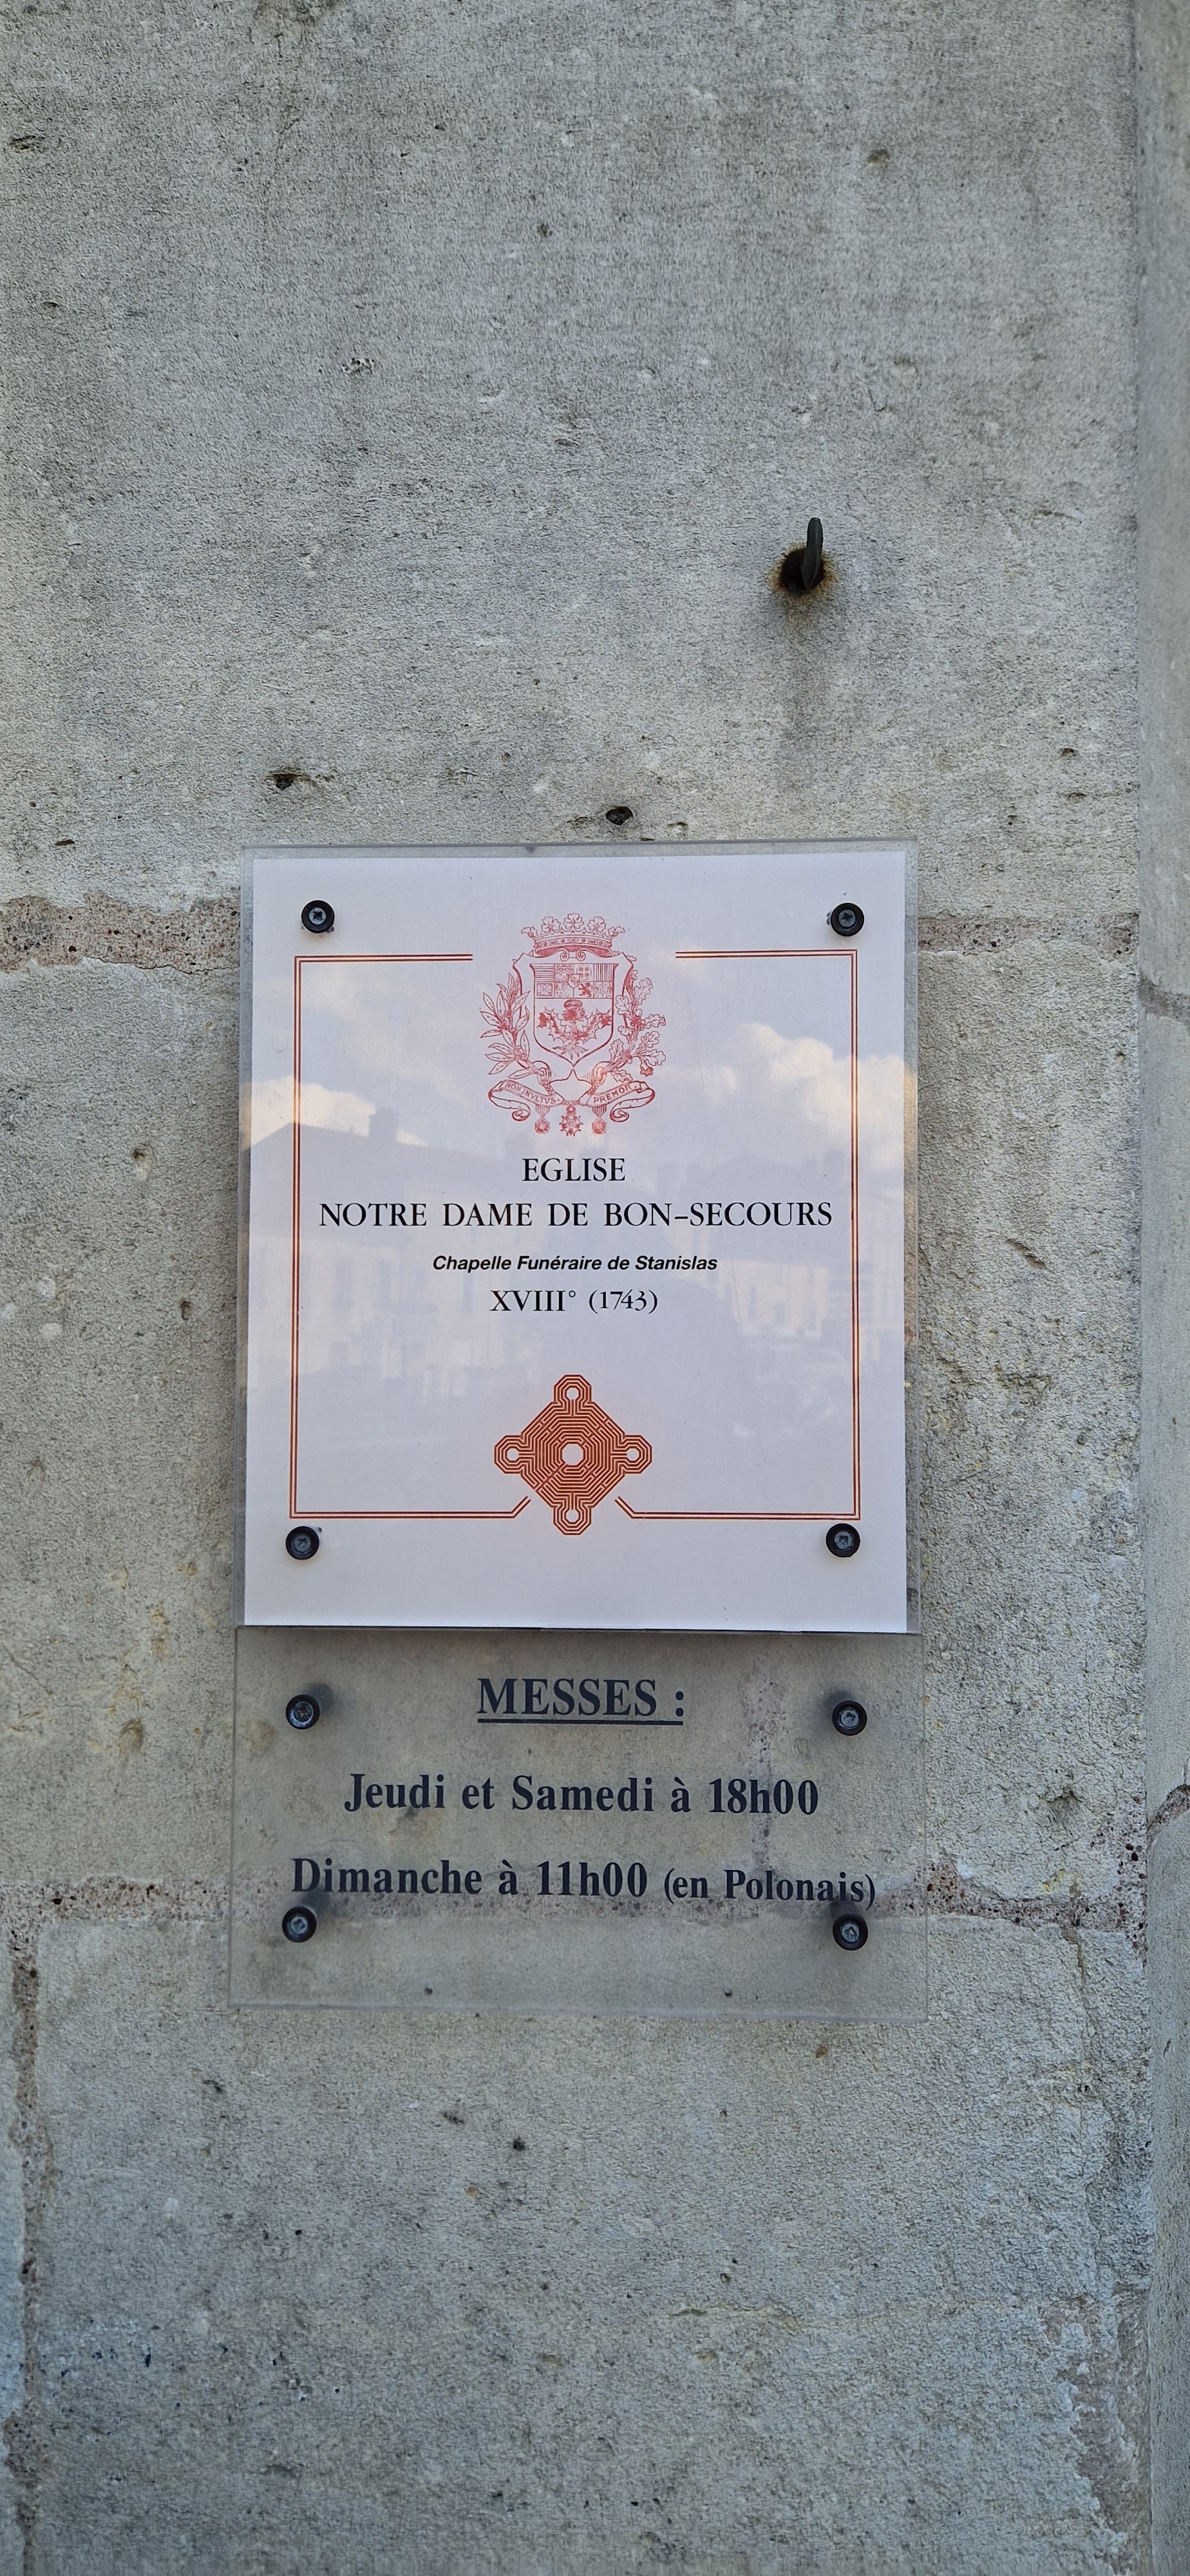 NON INVLTVS PREMOR
EGLISE
NOTRE DAME DE BON-SECOURS
Chapelle Funéraire de Stanislas
XVIII° (1743)
MESSES :
Jeudi et Samedi à 18h00
Dimanche à 11h00 (en Polonais)